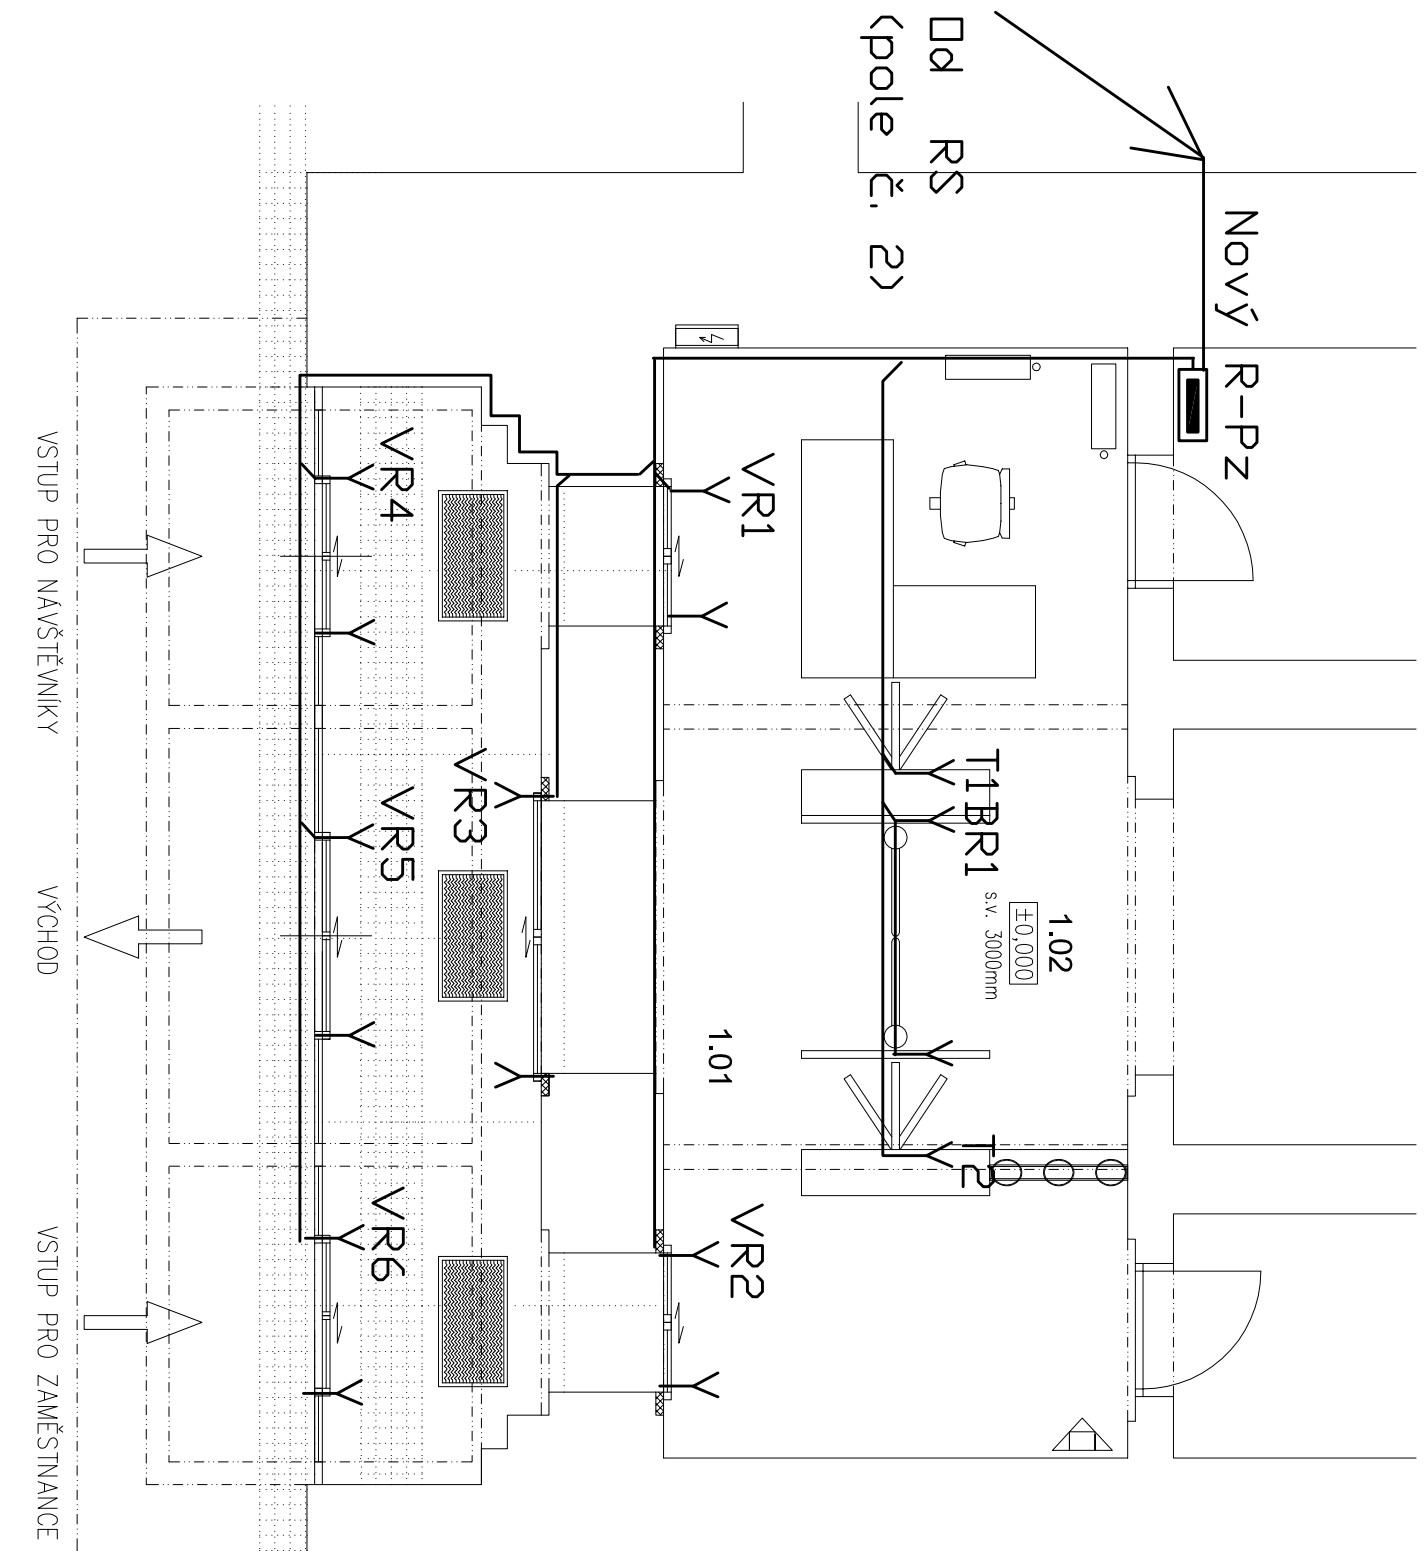 Od RS
(pole č. 2)
Nový R-Pz
VR1
VR4
VR3
VR5
T1
BR1
1.02
±0,000
s.v. 3000mm
1.01
T2
VR2
VR6
VSTUP PRO NÁVŠTĚVNÍKY
VÝCHOD
VSTUP PRO ZAMĚSTNANCE